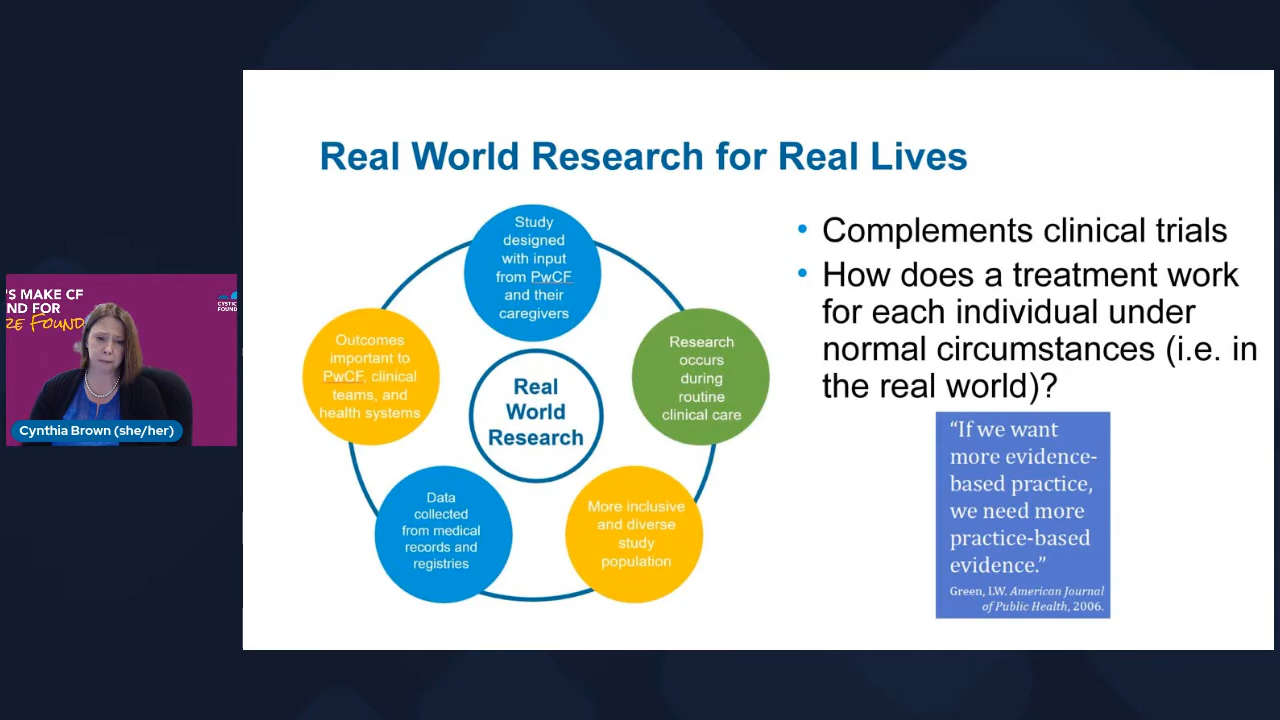 Real World Research for Real Lives
Study
designed
with input
from PwCF
and their
caregivers
Outcomes
important to
PwCF, clinical
teams, and
health systems
Research
occurs
during
routine
clinical care
Real
World
Research
Data
collected
from medical
records and
registries
More inclusive
and diverse
study
population
• Complements clinical trials
• How does a treatment work
for each individual under
normal circumstances (i.e. in
the real world)?
“If we want
more evidence-
based practice,
we need more
practice-based
evidence.”
Green, LW. American Journal
of Public Health, 2006.
'S MAKE CF
ND FOR
RE FOUND
CYSTIC
FOUND
Cynthia Brown (she/her)